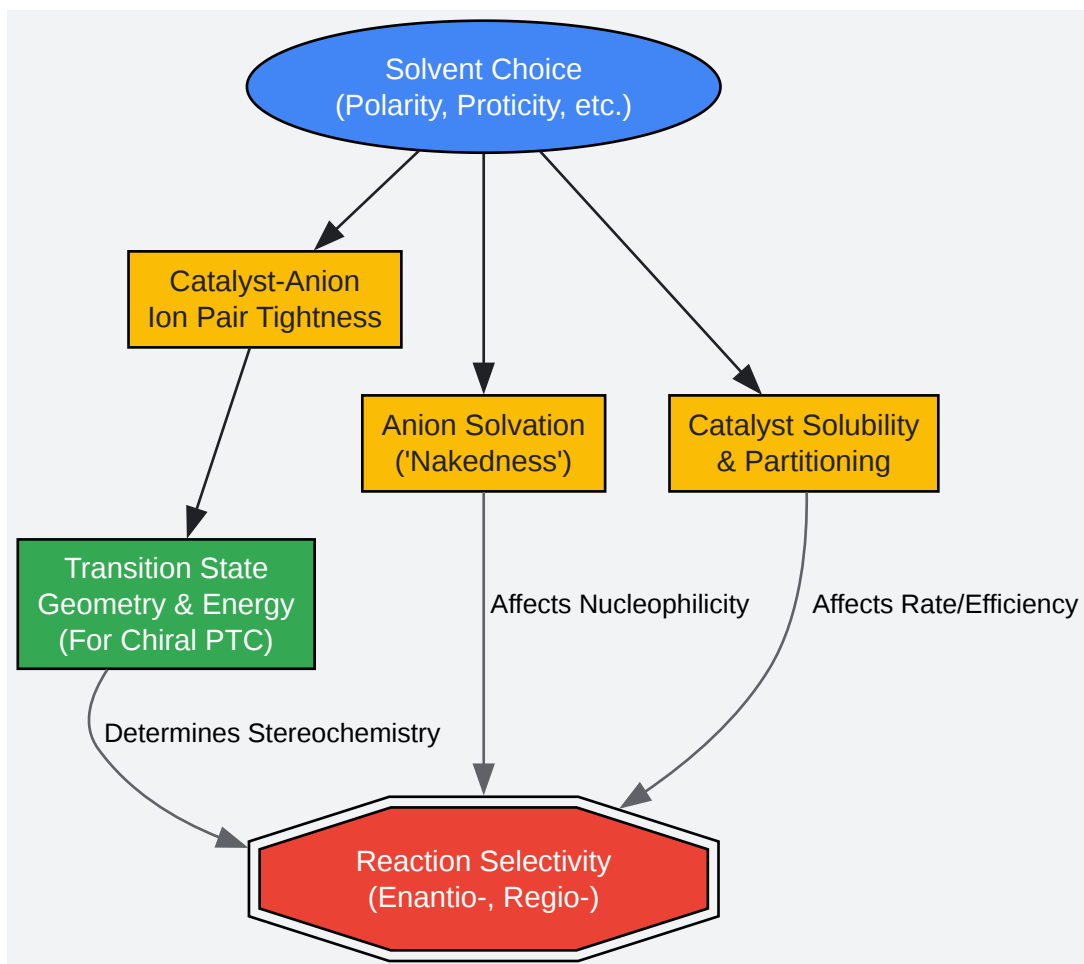 Solvent Choice
(Polarity, Proticity, etc.)
Catalyst-Anion
Ion Pair Tightness
Anion Solvation
('Nakedness')
Catalyst Solubility
& Partitioning
Transition State
Geometry & Energy
(For Chiral PTC)
Affects Nucleophilicity
Affects Rate/Efficiency
Determines Stereochemistry
Reaction Selectivity
(Enantio-, Regio-)